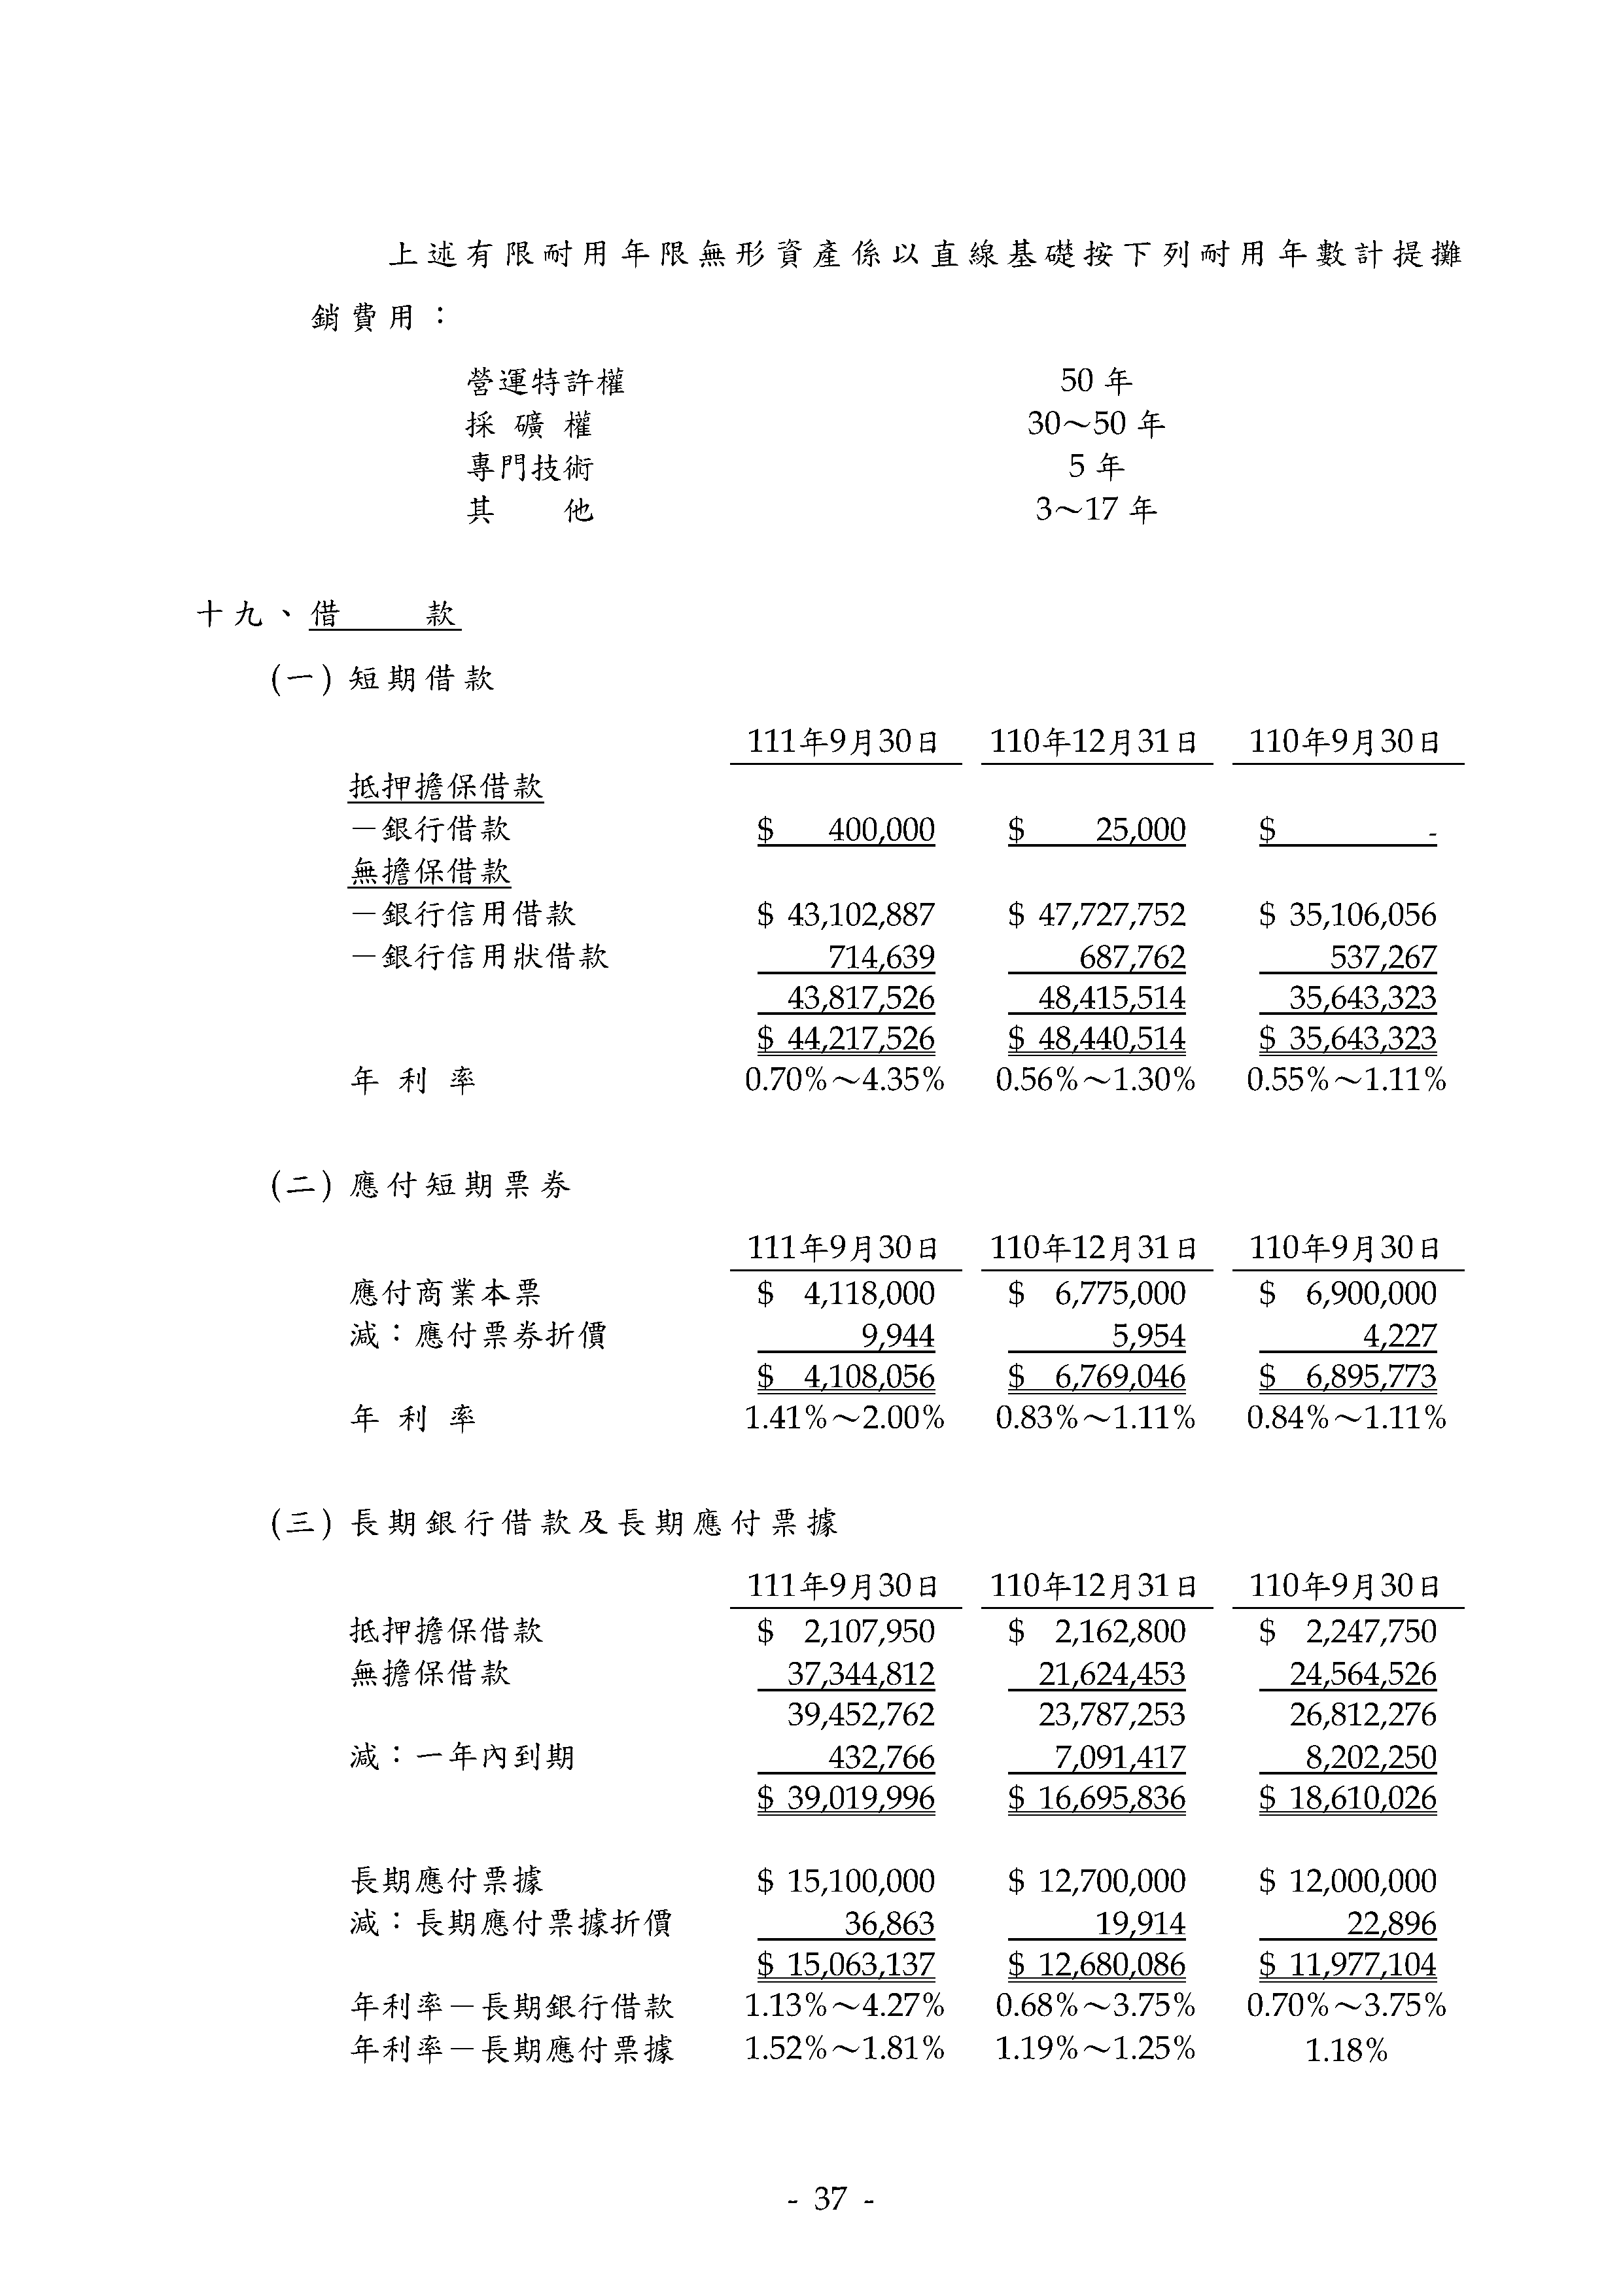 上述有限耐用年限無形資產係以直線基礎按下列耐用年數計提攤
銷費用：
營運特許權 50 年
採礦權 30～50 年
專門技術 5 年
其他 3～17 年
十九、借款
(一) 短期借款
111年9月30日 110年12月31日 110年9月30日
抵押擔保借款
－銀行借款 $ 400,000 $ 25,000 $ -
無擔保借款
－銀行信用借款 $ 43,102,887 $ 47,727,752 $ 35,106,056
－銀行信用狀借款 714,639 687,762 537,267
43,817,526 48,415,514 35,643,323
$ 44,217,526 $ 48,440,514 $ 35,643,323
年利率 0.70%～4.35% 0.56%～1.30% 0.55%～1.11%
(二) 應付短期票券
111年9月30日 110年12月31日 110年9月30日
應付商業本票 $ 4,118,000 $ 6,775,000 $ 6,900,000
減：應付票券折價 9,944 5,954 4,227
$ 4,108,056 $ 6,769,046 $ 6,895,773
年利率 1.41%～2.00% 0.83%～1.11% 0.84%～1.11%
(三) 長期銀行借款及長期應付票據
111年9月30日 110年12月31日 110年9月30日
抵押擔保借款 $ 2,107,950 $ 2,162,800 $ 2,247,750
無擔保借款 37,344,812 21,624,453 24,564,526
39,452,762 23,787,253 26,812,276
減：一年內到期 432,766 7,091,417 8,202,250
$ 39,019,996 $ 16,695,836 $ 18,610,026
長期應付票據 $ 15,100,000 $ 12,700,000 $ 12,000,000
減：長期應付票據折價 36,863 19,914 22,896
$ 15,063,137 $ 12,680,086 $ 11,977,104
年利率－長期銀行借款 1.13%～4.27% 0.68%～3.75% 0.70%～3.75%
年利率－長期應付票據 1.52%～1.81% 1.19%～1.25% 1.18%
- 37 -